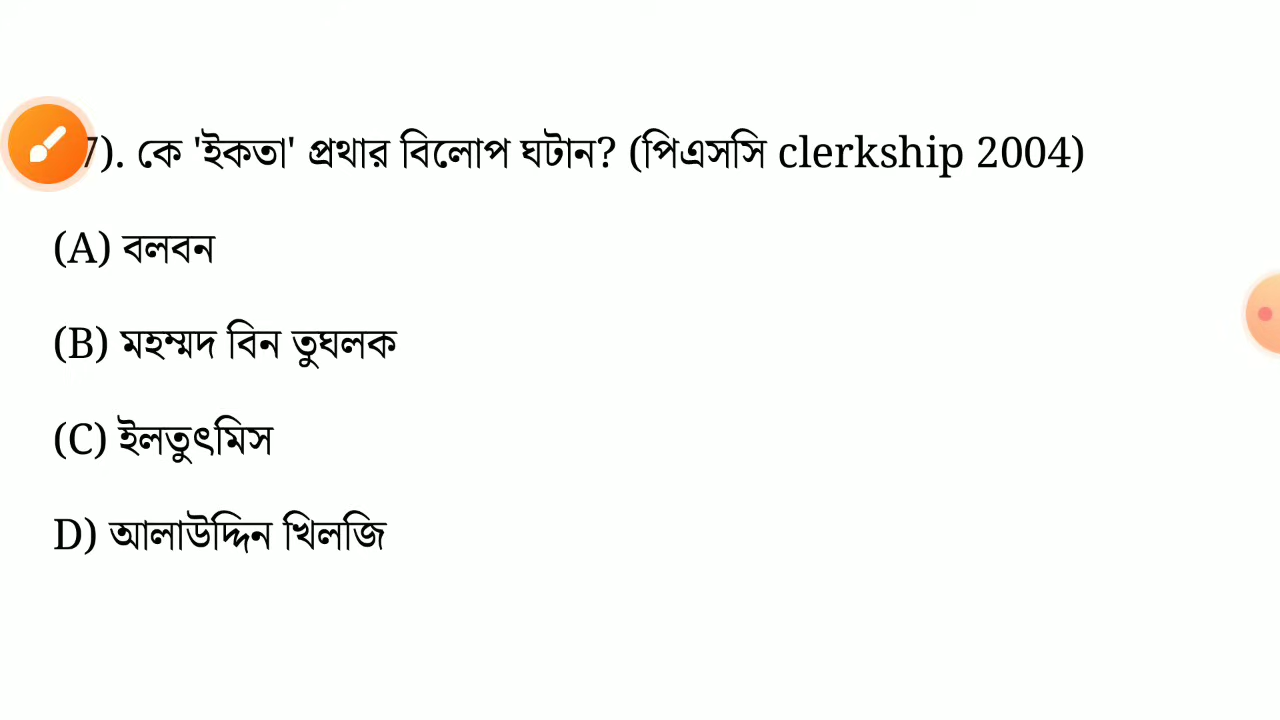 7). কে 'ইকতা' প্রথার বিলোপ ঘটান? (পিএসসি clerkship 2004)
(A) বলবন
(B) মহম্মদ বিন তুঘলক
(C) ইলতুৎমিস
D) আলাউদ্দিন খিলজি